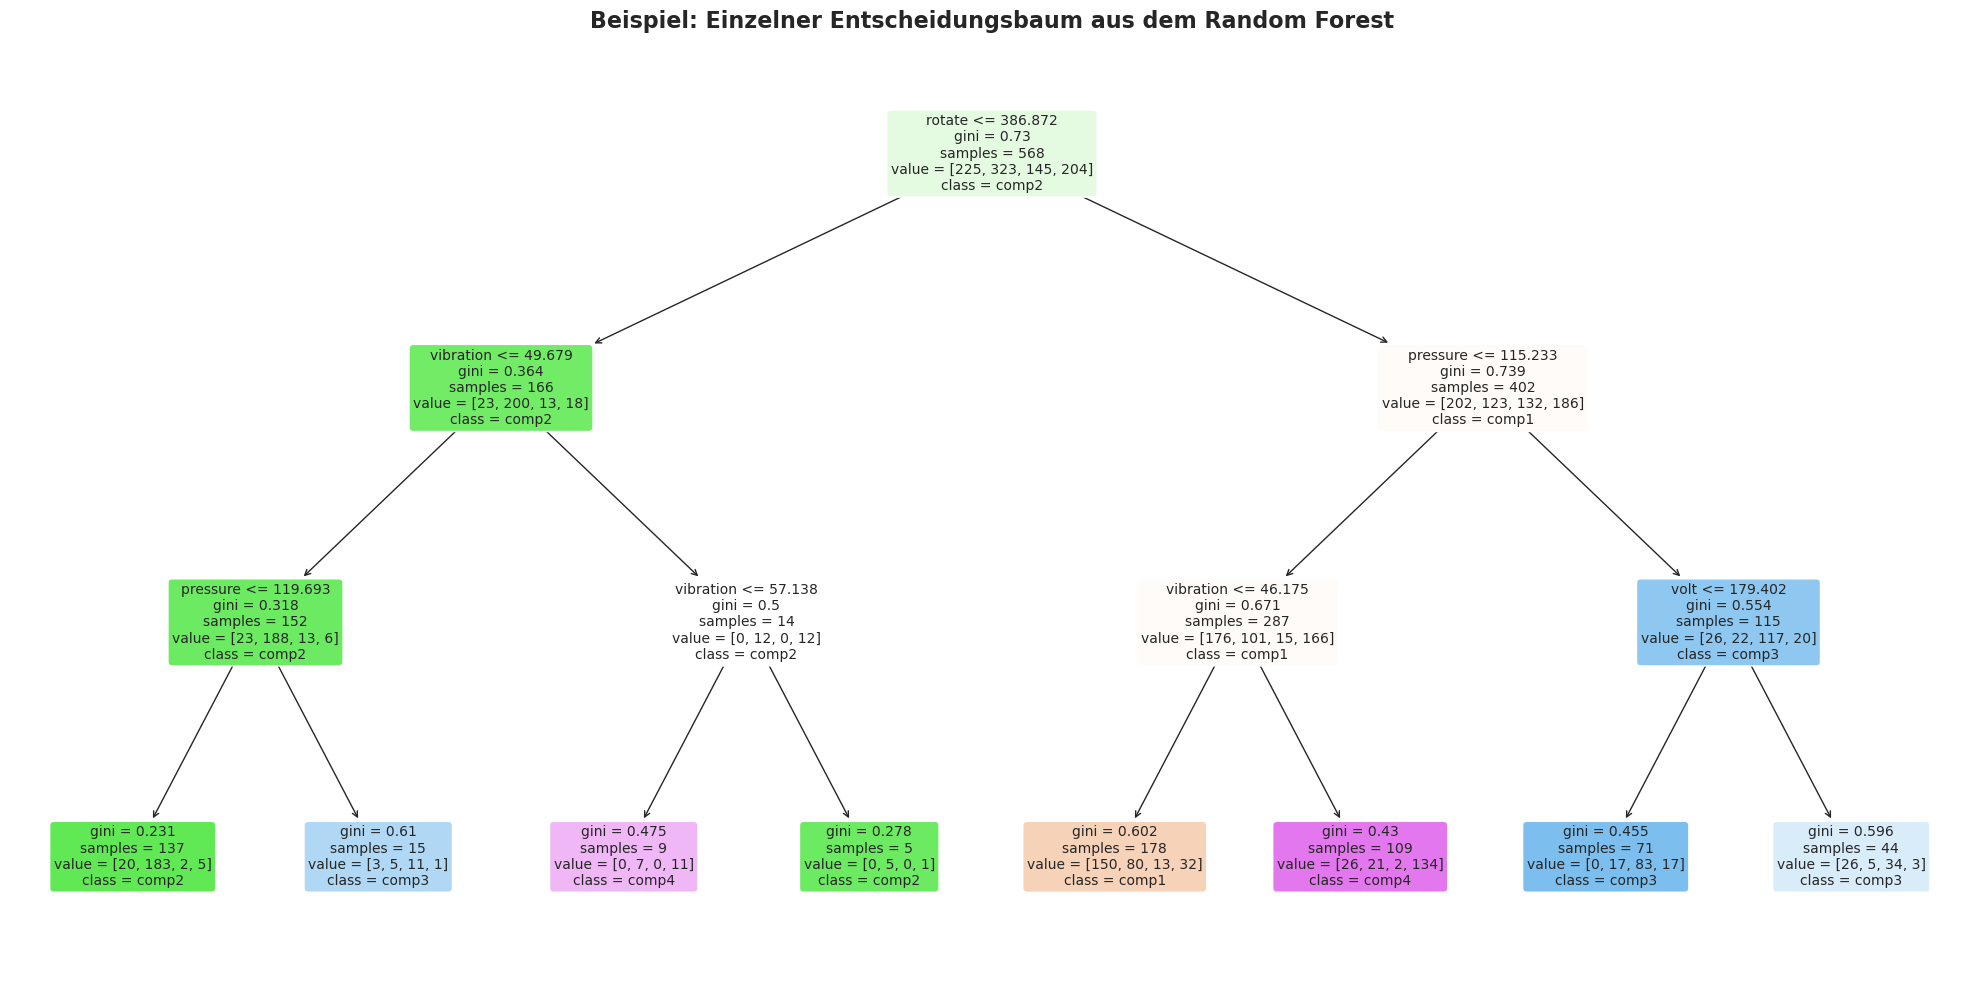 Beispiel: Einzelner Entscheidungsbaum aus dem Random Forest
rotate <= 386.872
gini = 0.73
samples = 568
value = [225, 323, 145, 204]
class = comp2
vibration <= 49.679
gini = 0.364
samples = 166
value = [23, 200, 13, 18]
class = comp2
pressure <= 115.233
gini = 0.739
samples = 402
value = [202, 123, 132, 186]
class = comp1
pressure <= 119.693
gini = 0.318
samples = 152
value = [23, 188, 13, 6]
class = comp2
vibration <= 57.138
gini = 0.5
samples = 14
value = [0, 12, 0, 12]
class = comp2
vibration <= 46.175
gini = 0.671
samples = 287
value = [176, 101, 15, 166]
class = comp1
volt <= 179.402
gini = 0.554
samples = 115
value = [26, 22, 117, 20]
class = comp3
gini = 0.231
samples = 137
value = [20, 183, 2, 5]
class = comp2
gini = 0.61
samples = 15
value = [3, 5, 11, 1]
class = comp3
gini = 0.475
samples = 9
value = [0, 7, 0, 11]
class = comp4
gini = 0.278
samples = 5
value = [0, 5, 0, 1]
class = comp2
gini = 0.602
samples = 178
value = [150, 80, 13, 32]
class = comp1
gini = 0.43
samples = 109
value = [26, 21, 2, 134]
class = comp4
gini = 0.455
samples = 71
value = [0, 17, 83, 17]
class = comp3
gini = 0.596
samples = 44
value = [26, 5, 34, 3]
class = comp3